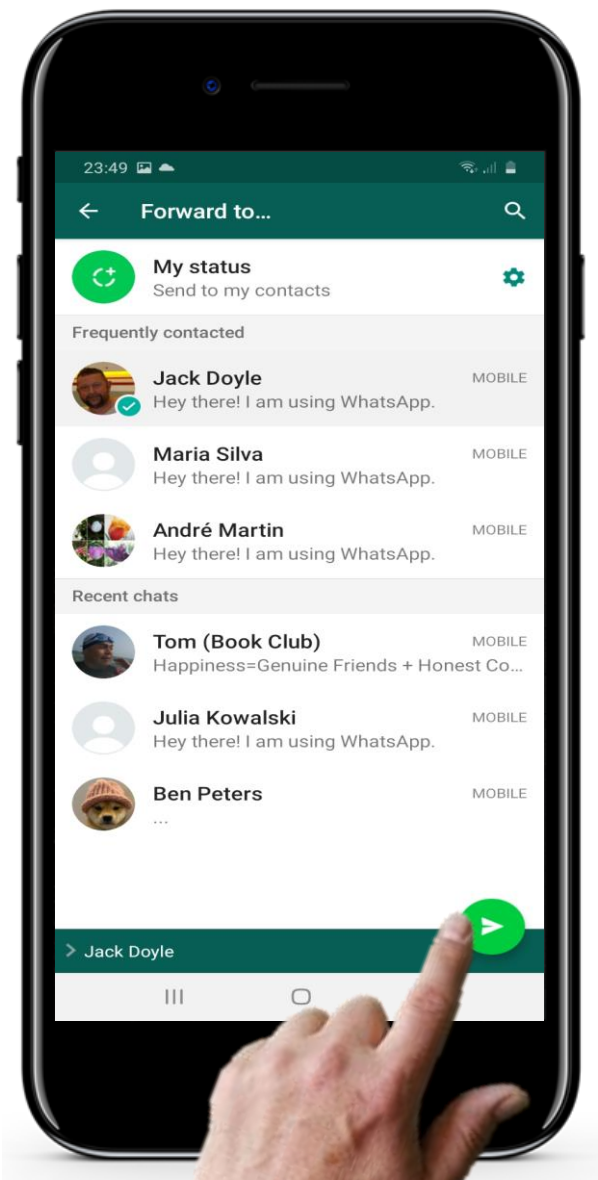 23:49
Forward to...
My status
Send to my contacts
Frequently contacted
Jack Doyle MOBILE
Hey there! I am using WhatsApp.
Maria Silva MOBILE
Hey there! I am using WhatsApp.
André Martin MOBILE
Hey there! I am using WhatsApp.
Recent chats
Tom (Book Club) MOBILE
Happiness=Genuine Friends + Honest Co...
Julia Kowalski MOBILE
Hey there! I am using WhatsApp.
Ben Peters MOBILE
...
> Jack Doyle